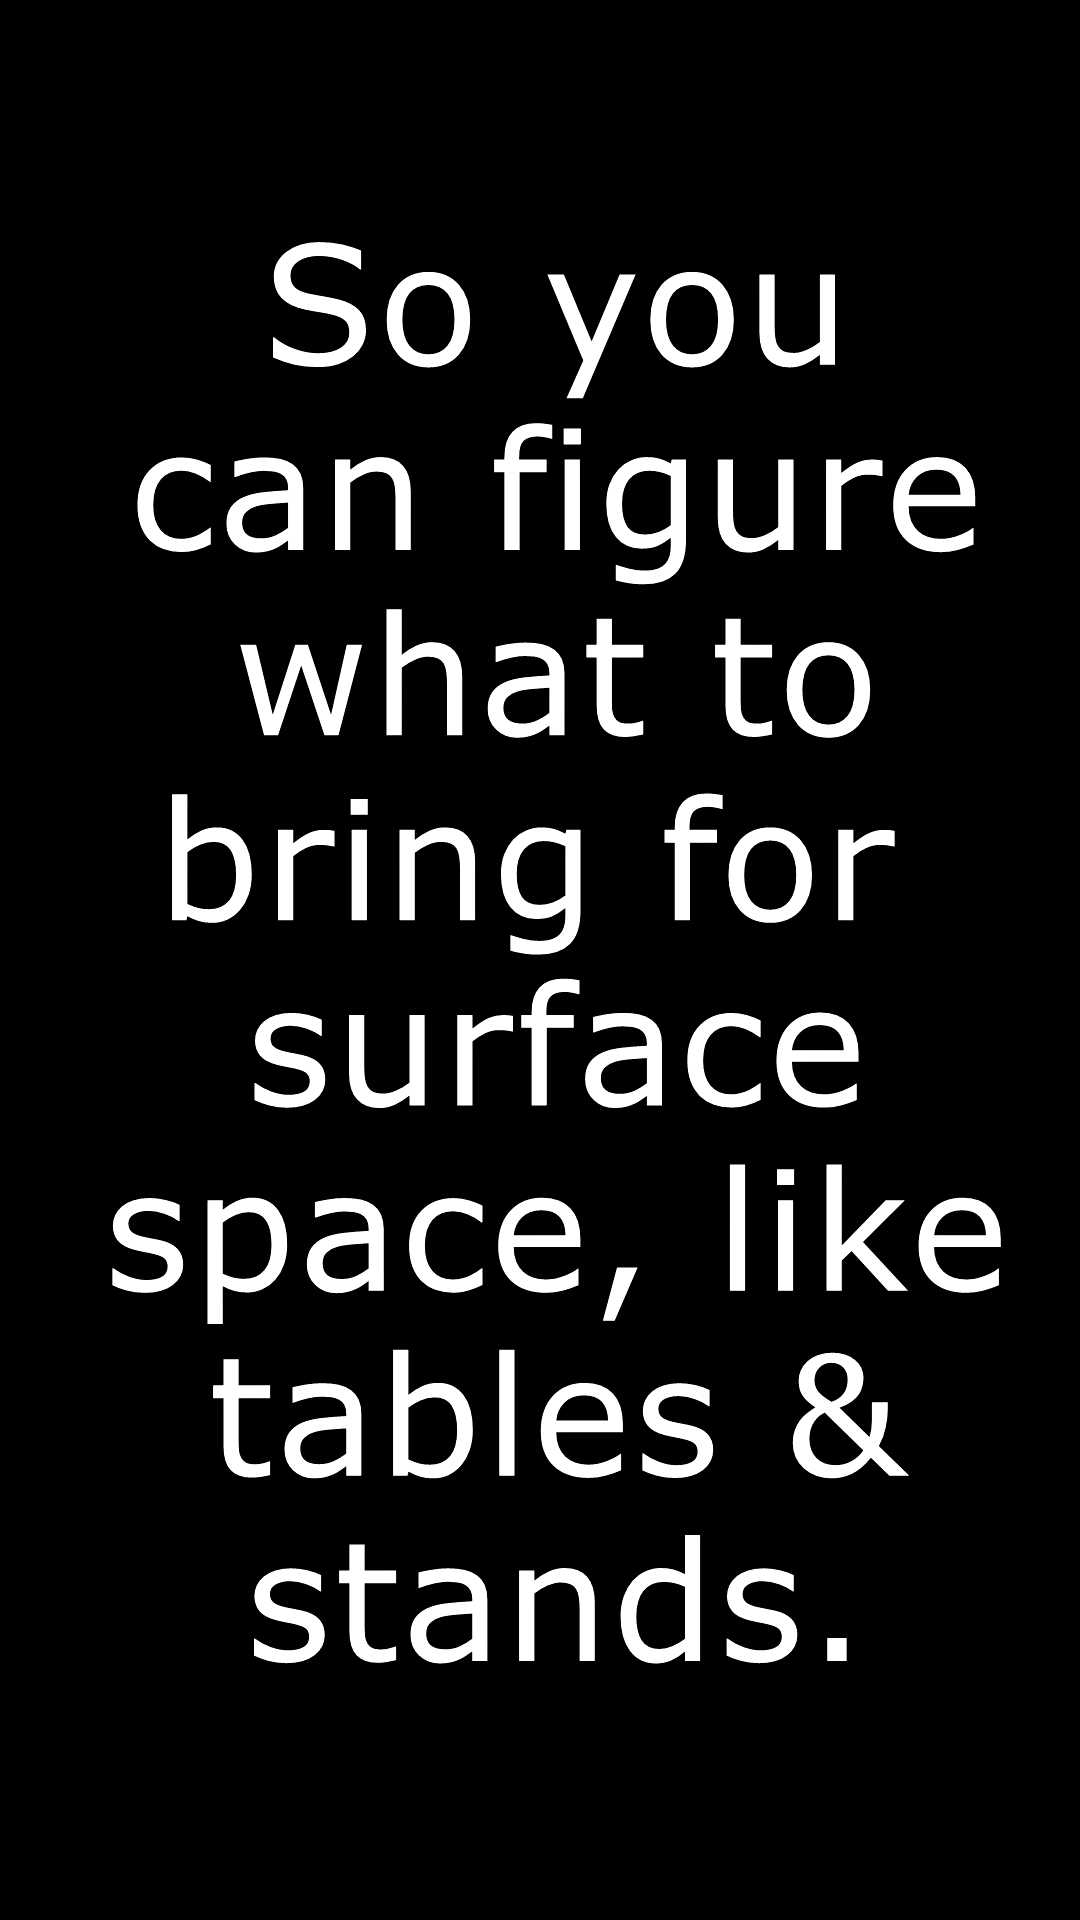 So you
can figure
what to
bring for
surface
space, like
tables &
stands.